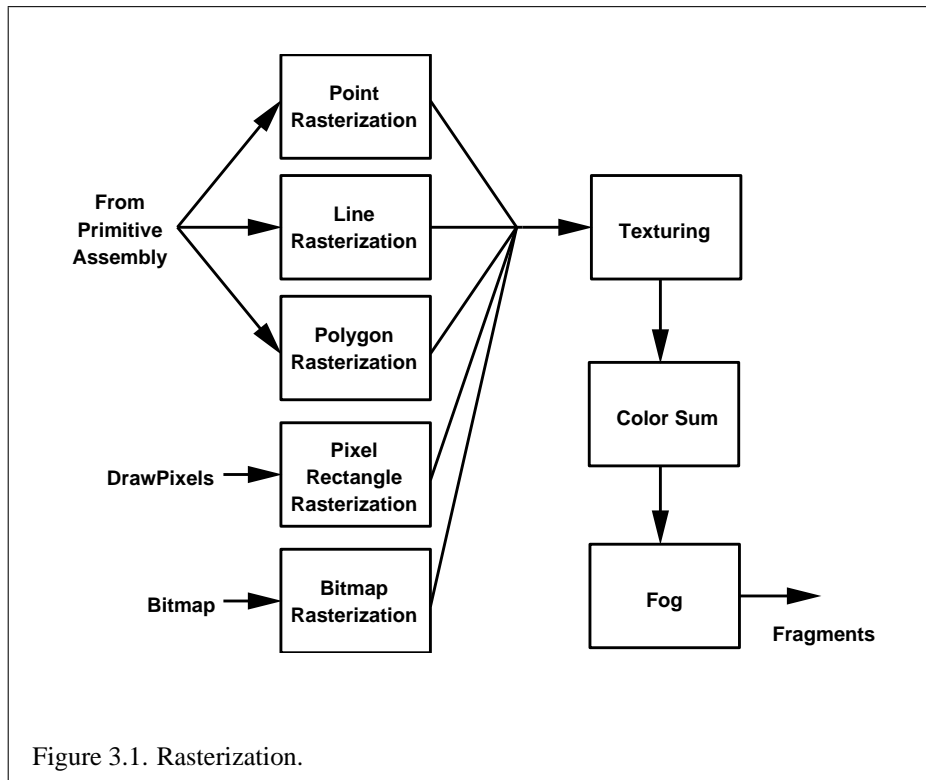 Point
Rasterization
From
Primitive
Assembly
Line
Rasterization
Texturing
Polygon
Rasterization
Color Sum
DrawPixels
Pixel
Rectangle
Rasterization
Bitmap
Bitmap
Rasterization
Fog
Fragments
Figure 3.1. Rasterization.